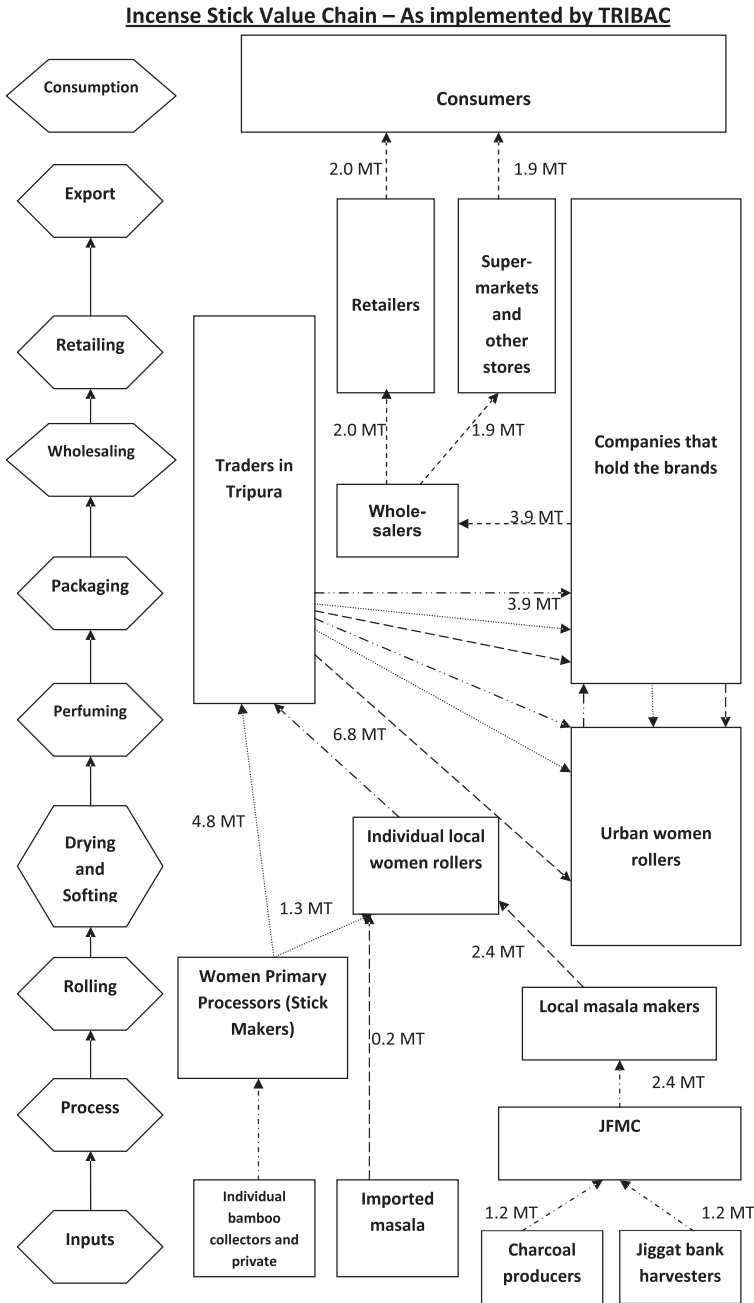 Incense Stick Value Chain – As implemented by TRIBAC
Consumption
Consumers
2.0 MT
1.9 MT
Export
Retailers
Super-
markets
and
other
stores
Retailing
Traders in
Tripura
Companies that
hold the brands
2.0 MT
1.9 MT
Wholesaling
Whole-
salers
3.9 MT
Packaging
3.9 MT
Perfuming
6.8 MT
Drying
and
Softing
4.8 MT
Individual local
women rollers
Urban women
rollers
1.3 MT
2.4 MT
Rolling
Women Primary
Processors (Stick
Makers)
Local masala makers
0.2 MT
2.4 MT
Process
JFMC
Inputs
Individual
bamboo
collectors and
private
Imported
masala
1.2 MT
1.2 MT
Charcoal
producers
Jiggat bank
harvesters